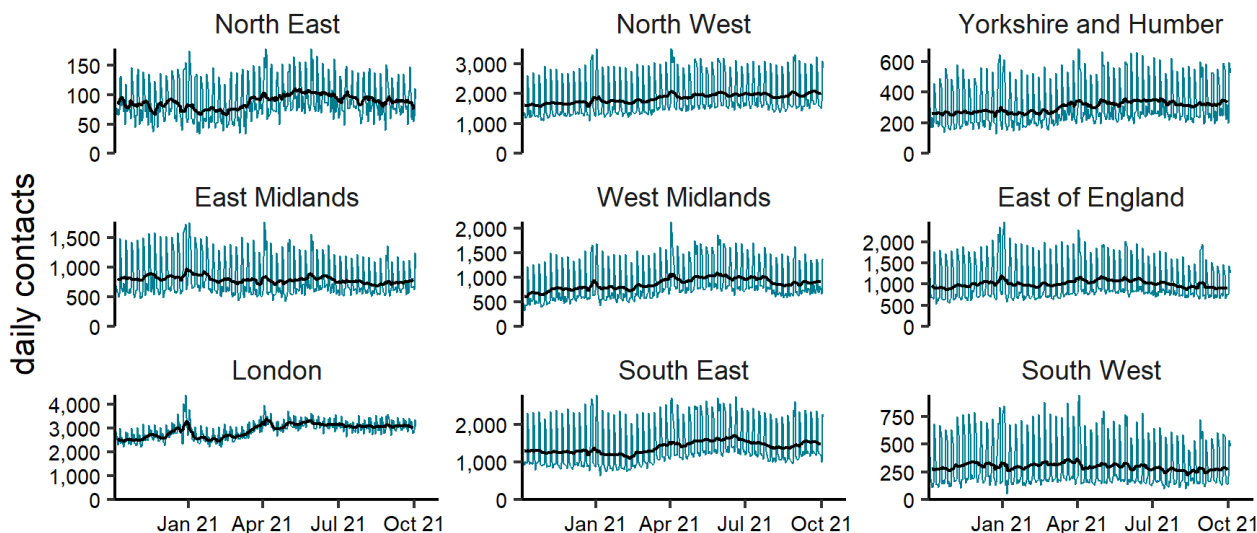 North East
North West
Yorkshire and Humber
150
100
50
0
3,000
2,000
1,000
0
600
400
200
0
East Midlands
West Midlands
East of England
1,500
1,000
500
0
2,000
1,500
1,000
500
0
2,000
1,500
1,000
500
0
daily contacts
London
South East
South West
4,000
3,000
2,000
1,000
0
2,000
1,000
0
750
500
250
0
Jan 21 Apr 21 Jul 21 Oct 21
Jan 21 Apr 21 Jul 21 Oct 21
Jan 21 Apr 21 Jul 21 Oct 21